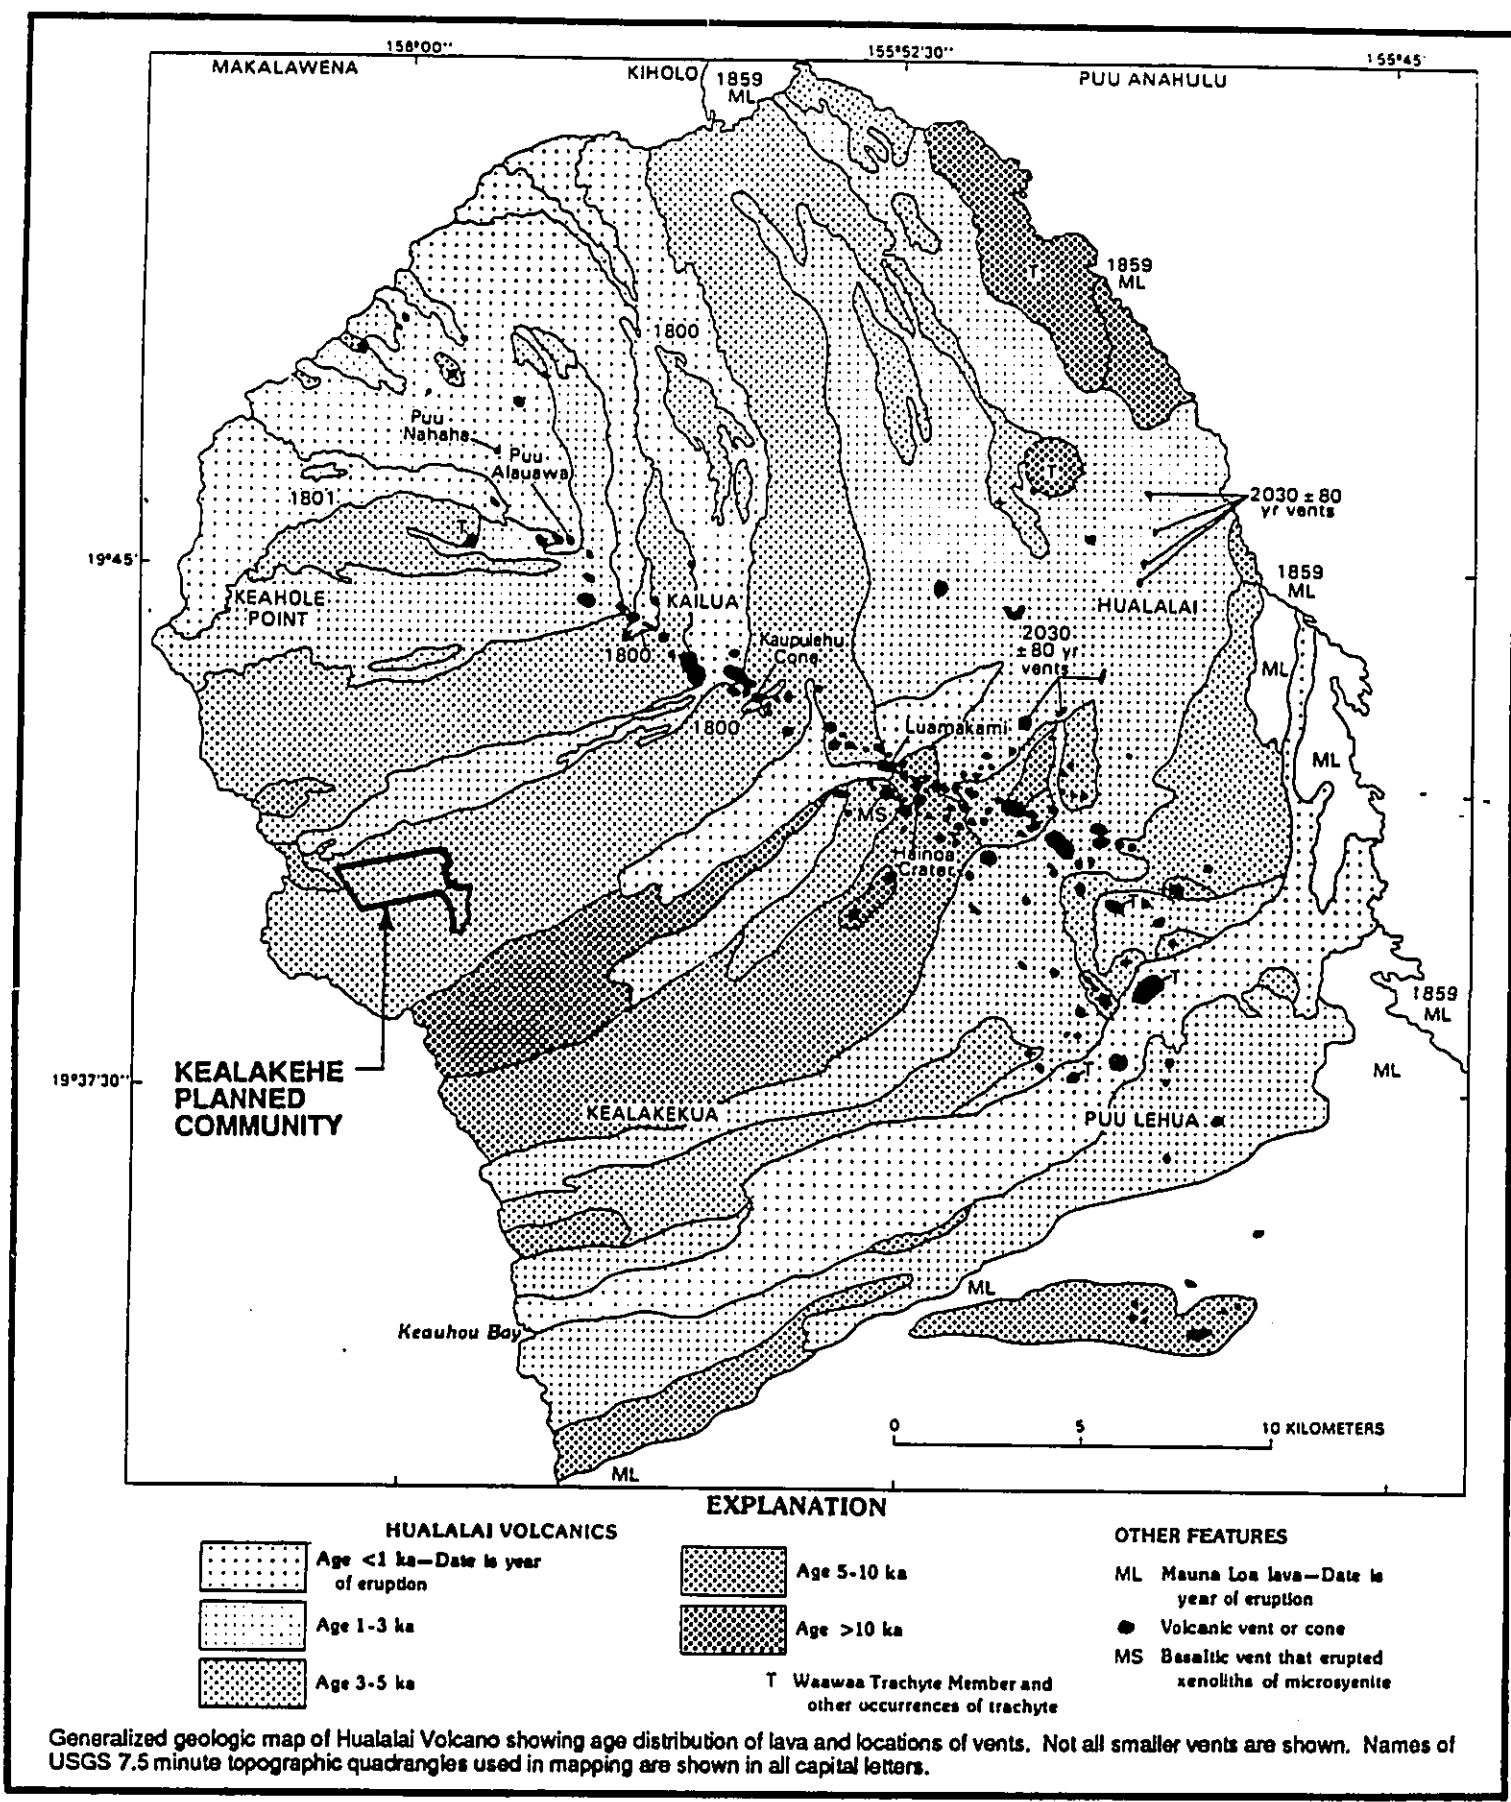 156°00"
155°52'30"
155°45'
MAKALAWENA
KIHOLO
1859
ML
PUU ANAHULU
T
1859
ML
1800
Puu
Nahaha
Puu
Alauawa
1801
T
T
2030 ± 80
yr vents
19°45'
KEAHOLE
POINT
KAILUA
HUALALAI
1859
ML
1800
Kaupulehu
Cone
2030
± 80 yr
vents
ML
1800
Luamakami
ML
MS
Hainoa
Crater
T
T
1859
ML
KEALAKEHE
PLANNED
COMMUNITY
19°37'30"
T
ML
KEALAKEKUA
PUU LEHUA
ML
Keauhou Bay
0 5 10 KILOMETERS
ML
EXPLANATION
HUALALAI VOLCANICS
Age <1 ka—Date is year
of eruption
Age 1-3 ka
Age 3-5 ka
Age 5-10 ka
Age >10 ka
T Waawaa Trachyte Member and
other occurrences of trachyte
OTHER FEATURES
ML Mauna Loa lava—Date is
year of eruption
Volcanic vent or cone
MS Basaltic vent that erupted
xenoliths of microsyenite
Generalized geologic map of Hualalai Volcano showing age distribution of lava and locations of vents. Not all smaller vents are shown. Names of
USGS 7.5 minute topographic quadrangles used in mapping are shown in all capital letters.